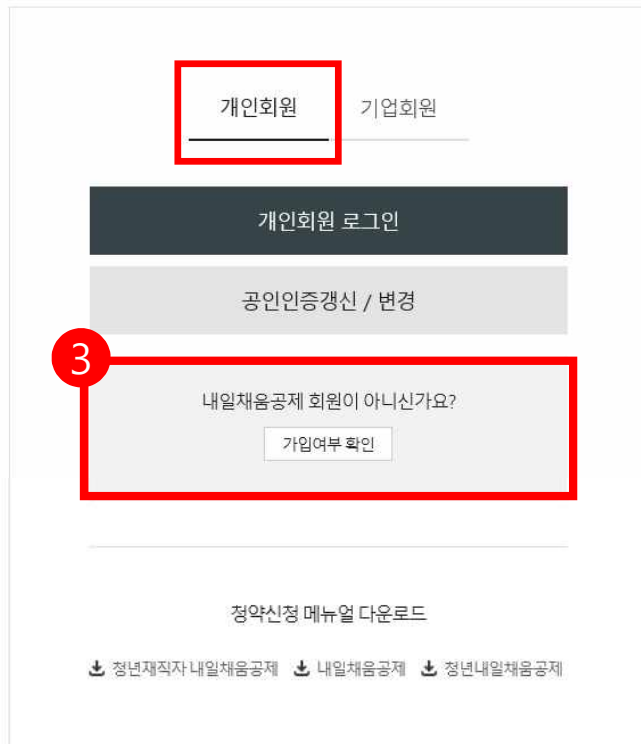 개인회원 기업회원
개인회원 로그인
공인인증갱신 / 변경
3
내일채움공제 회원이 아니신가요?
가입여부 확인
청약신청 메뉴얼 다운로드
청년재직자 내일채움공제 내일채움공제 청년내일채움공제